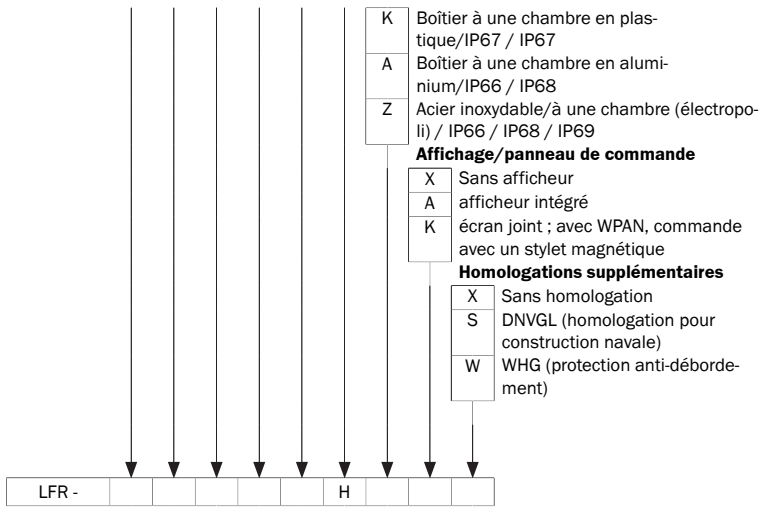 K Boîtier à une chambre en plas-
tique/IP67 / IP67
A Boîtier à une chambre en alumi-
nium/IP66 / IP68
Z Acier inoxydable/à une chambre (électropo-
li) / IP66 / IP68 / IP69
Affichage/panneau de commande
X Sans afficheur
A afficheur intégré
K écran joint ; avec WPAN, commande
avec un stylet magnétique
Homologations supplémentaires
X Sans homologation
S DNVGL (homologation pour
construction navale)
W WHG (protection anti-déborde-
ment)
LFR - H